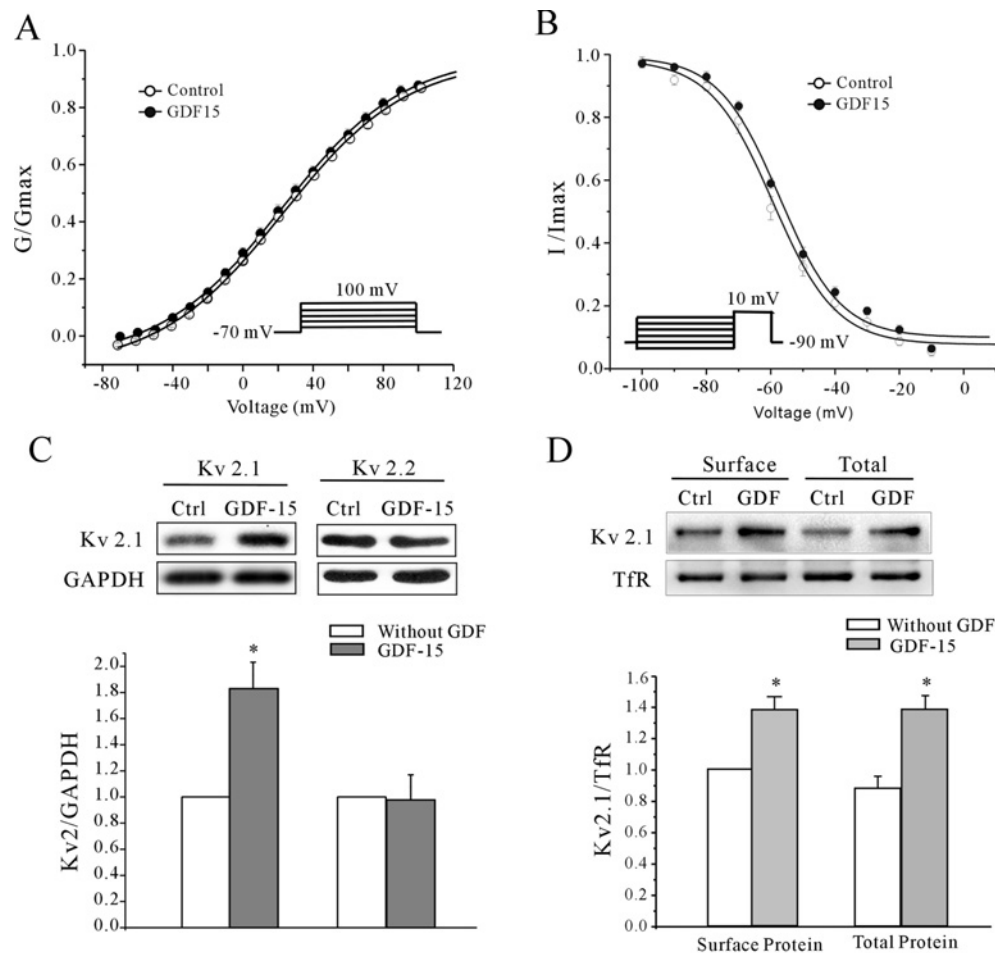 A
1.0
0.8
0.6
0.4
0.2
0.0
G/Gmax
Control
GDF15
100 mV
-70 mV
-80
-40
0
40
80
120
Voltage (mV)
B
1.0
0.8
0.6
0.4
0.2
0.0
I /Imax
Control
GDF15
10 mV
-90 mV
-100
-80
-60
-40
-20
0
Voltage (mV)
C
Kv 2.1
Kv 2.2
Ctrl
GDF-15
Ctrl
GDF-15
Kv 2.1
GAPDH
Without GDF
GDF-15
*
2.0
1.8
1.6
1.4
1.2
1.0
0.8
0.6
0.4
0.2
0.0
Kv2/GAPDH
D
Surface
Total
Ctrl
GDF
Ctrl
GDF
Kv 2.1
TfR
Without GDF
GDF-15
*
*
1.6
1.4
1.2
1.0
0.8
0.6
0.4
0.2
0.0
Kv2.1/TfR
Surface Protein
Total Protein